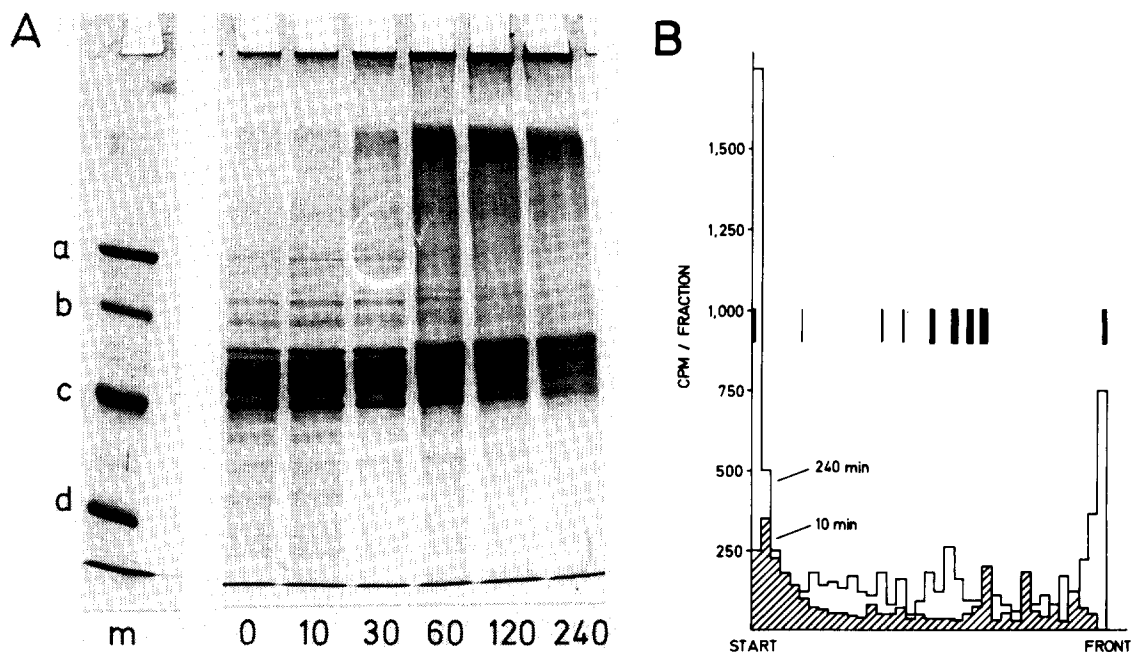 A
a
b
c
d
m 0 10 30 60 120 240
B
CPM / FRACTION
1,500
1,250
1,000
750
500
250
240 min
10 min
START FRONT